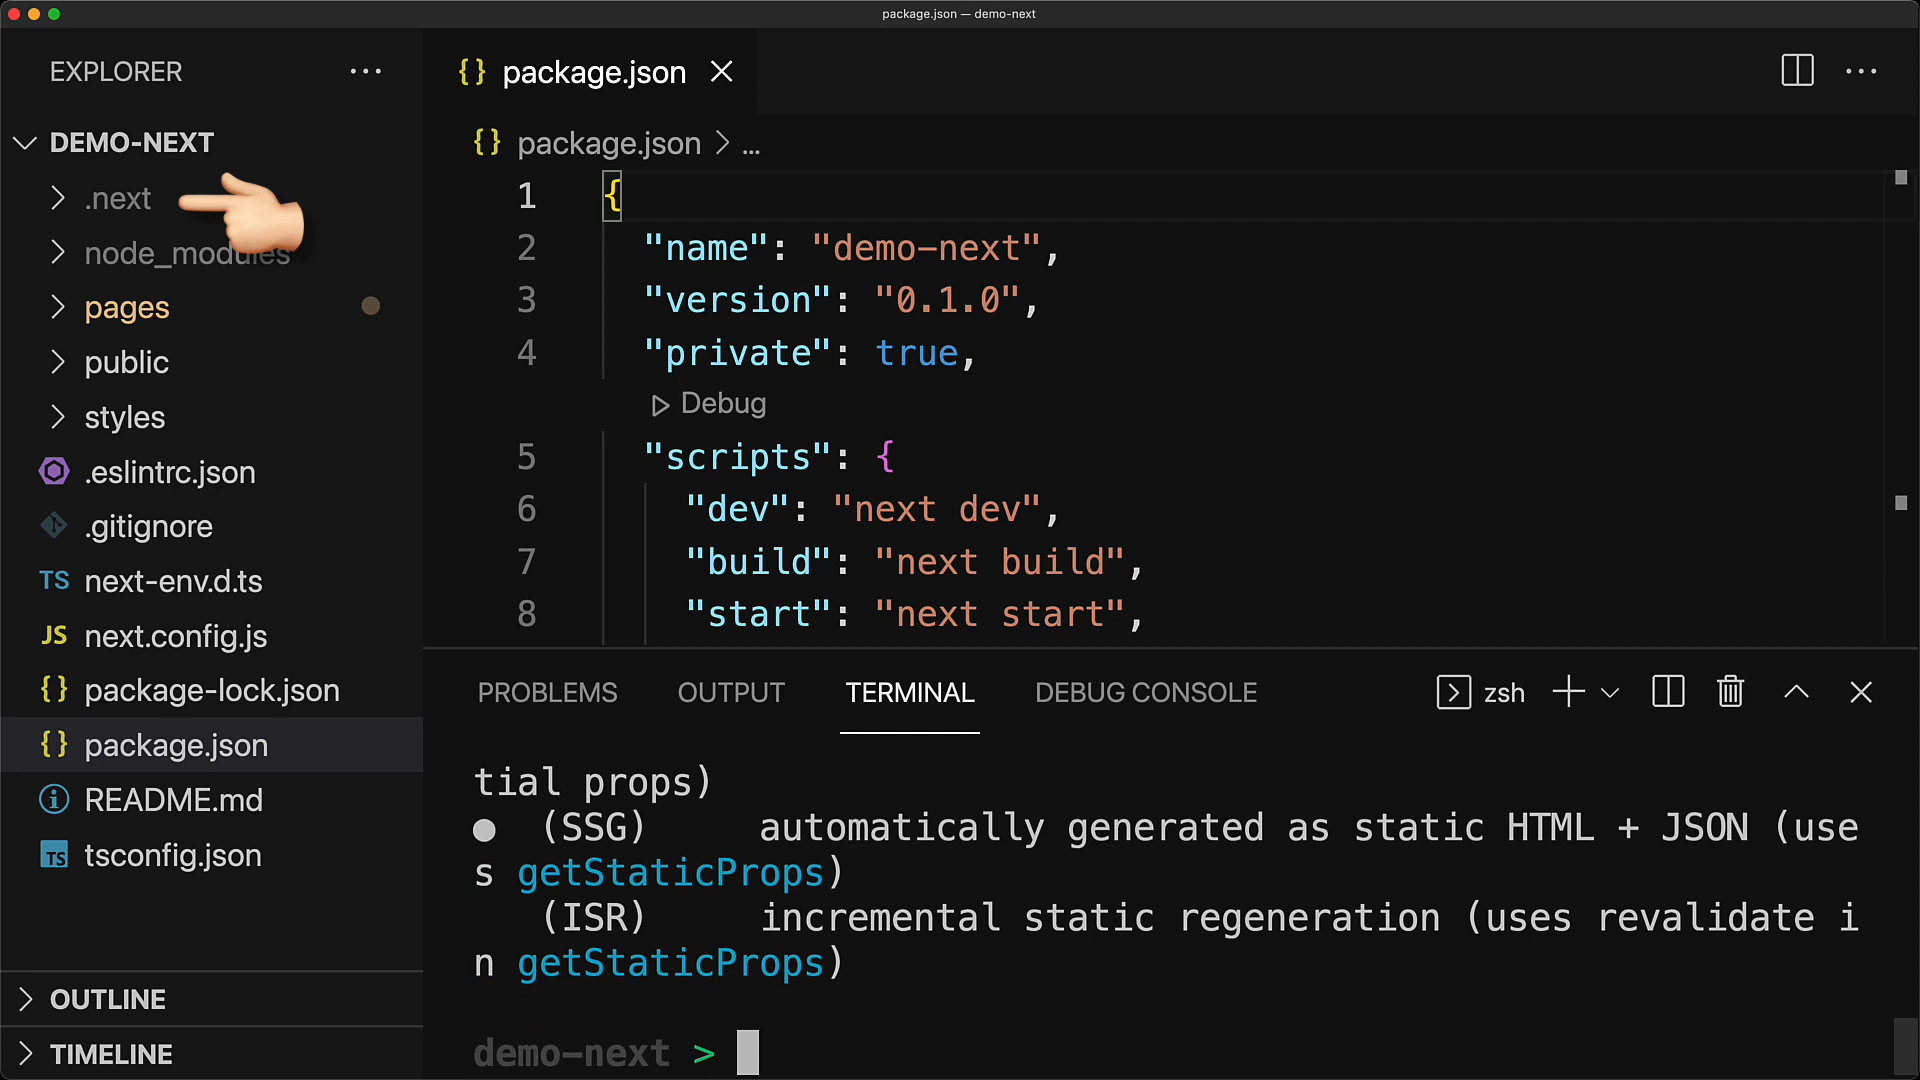 package.json — demo-next
EXPLORER
DEMO-NEXT
.next
node_modules
pages
public
styles
.eslintrc.json
.gitignore
TS next-env.d.ts
JS next.config.js
{} package-lock.json
{} package.json
README.md
TS tsconfig.json
OUTLINE
TIMELINE
{} package.json
{} package.json > ...
1 {
2 "name": "demo-next",
3 "version": "0.1.0",
4 "private": true,
Debug
5 "scripts": {
6 "dev": "next dev",
7 "build": "next build",
8 "start": "next start",
PROBLEMS OUTPUT TERMINAL DEBUG CONSOLE zsh
tial props)
● (SSG) automatically generated as static HTML + JSON (use
s getStaticProps)
(ISR) incremental static regeneration (uses revalidate i
n getStaticProps)
demo-next >